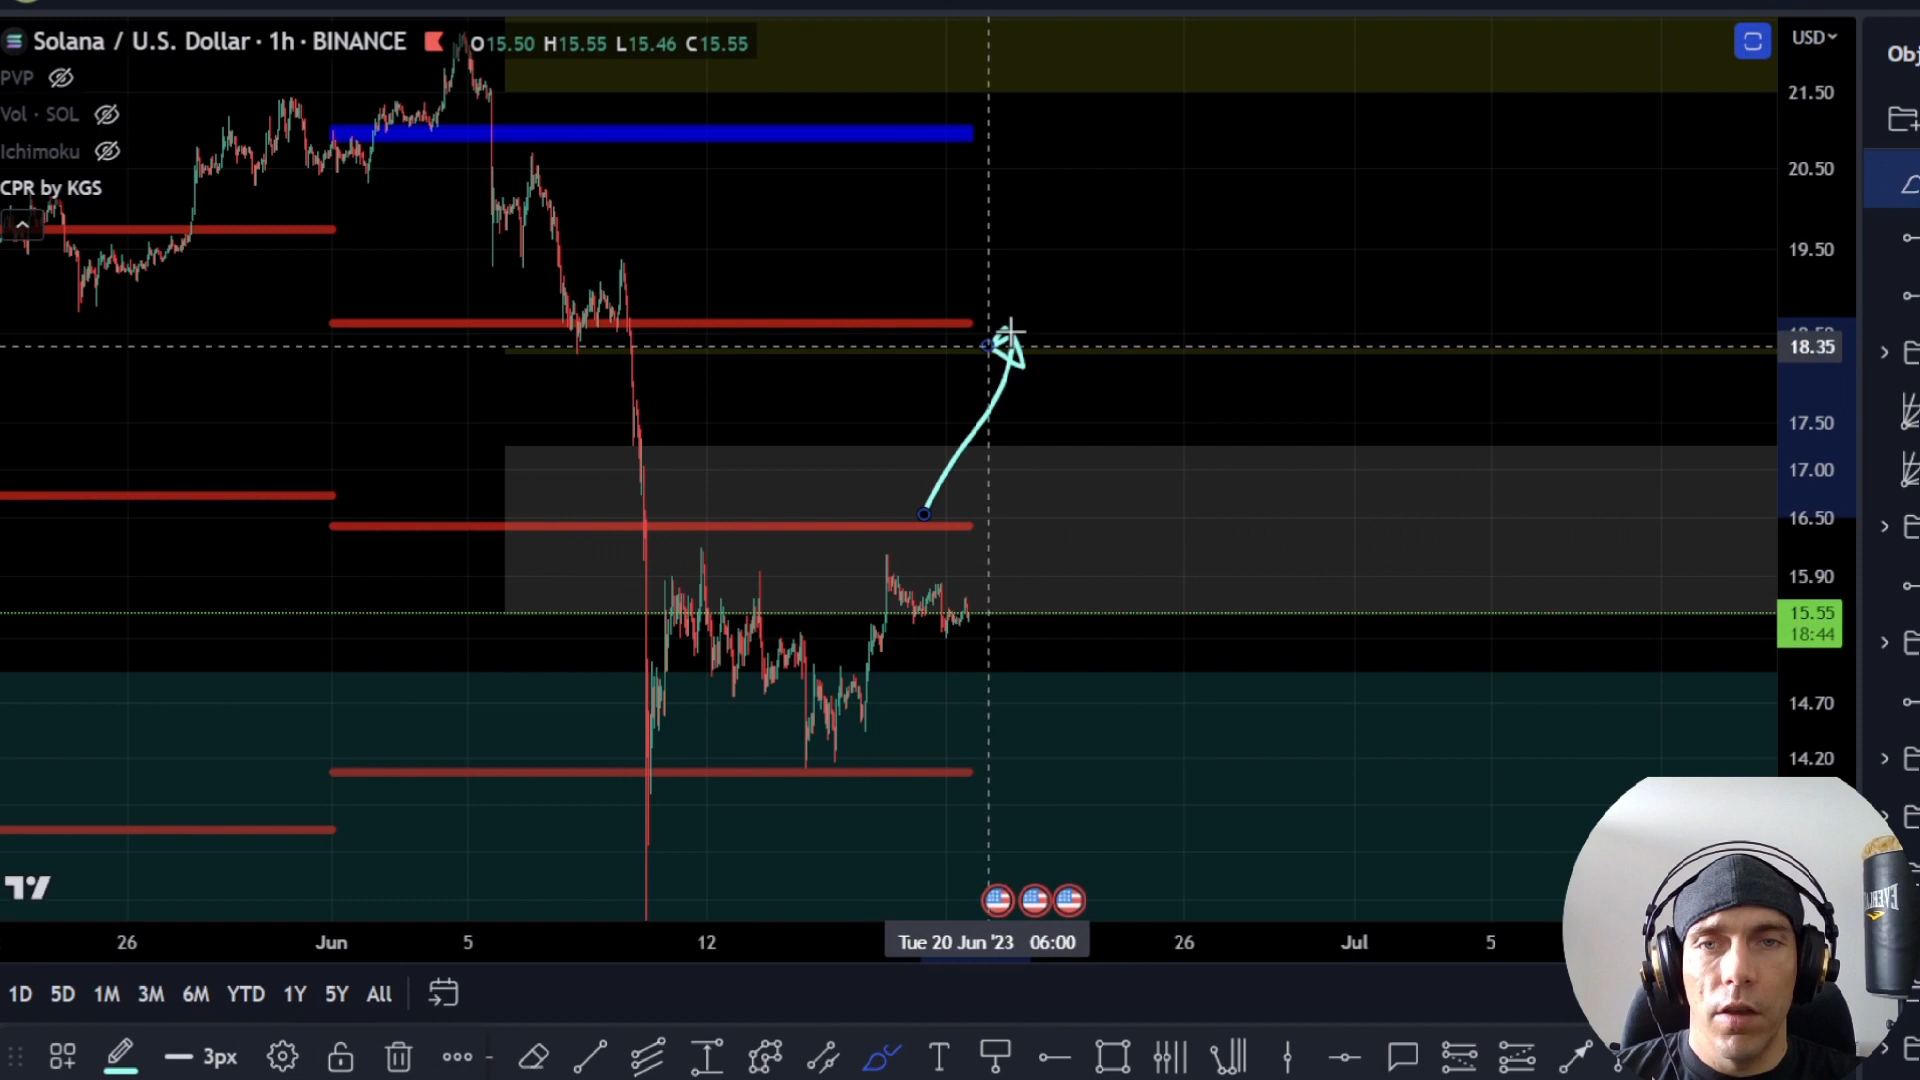 Solana / U.S. Dollar · 1h · BINANCE
O15.50 H15.55 L15.46 C15.55
USD
Obj
PVP
Vol · SOL
Ichimoku
CPR by KGS
21.50
20.50
19.50
18.35
17.50
17.00
16.50
15.90
15.55
18:44
14.70
14.20
26
Jun
5
12
Tue 20 Jun '23 06:00
26
Jul
5
1D 5D 1M 3M 6M YTD 1Y 5Y All
3px
T